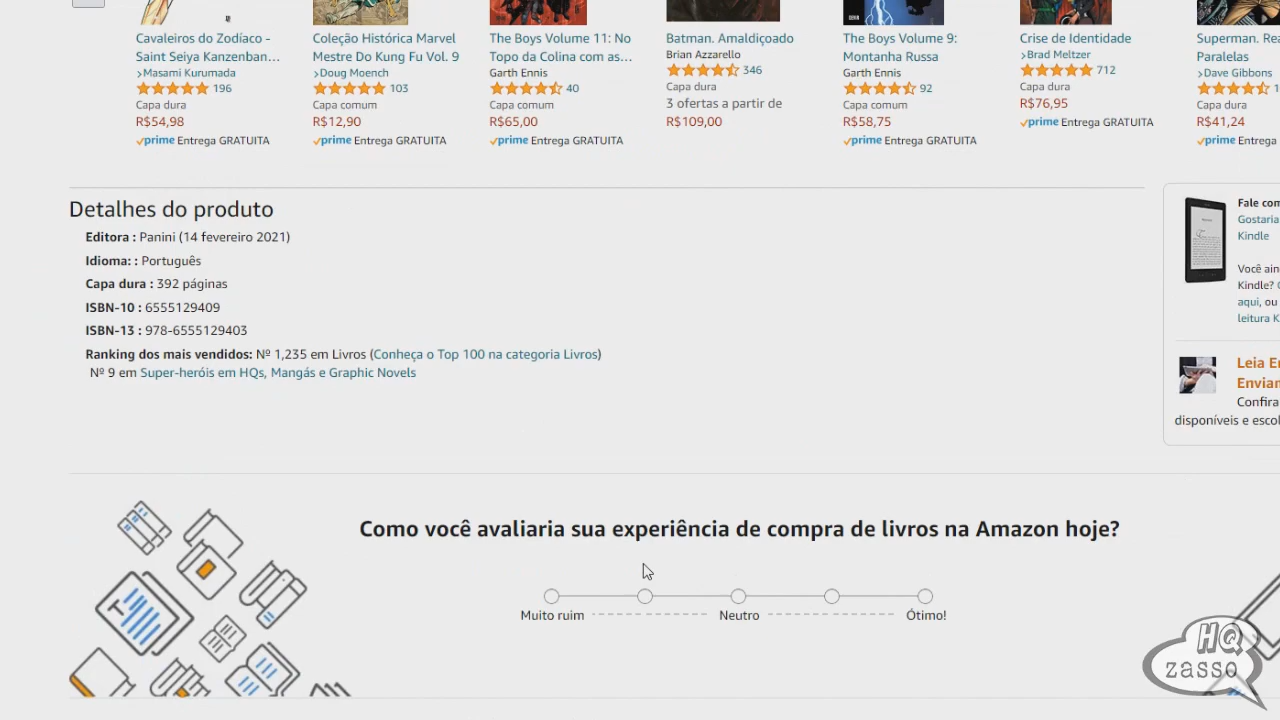 Cavaleiros do Zodíaco -
Saint Seiya Kanzenban…
›Masami Kurumada
196
Capa dura
R$54,98
prime Entrega GRATUITA
Coleção Histórica Marvel
Mestre Do Kung Fu Vol. 9
›Doug Moench
103
Capa comum
R$12,90
prime Entrega GRATUITA
The Boys Volume 11: No
Topo da Colina com as…
Garth Ennis
40
Capa comum
R$65,00
prime Entrega GRATUITA
Batman. Amaldiçoado
Brian Azzarello
346
Capa dura
3 ofertas a partir de
R$109,00
The Boys Volume 9:
Montanha Russa
Garth Ennis
92
Capa comum
R$58,75
prime Entrega GRATUITA
Crise de Identidade
›Brad Meltzer
712
Capa dura
R$76,95
prime Entrega GRATUITA
Superman. Rea
Paralelas
›Dave Gibbons
1
Capa dura
R$41,24
prime Entrega
Detalhes do produto
Editora : Panini (14 fevereiro 2021)
Idioma: : Português
Capa dura : 392 páginas
ISBN-10 : 6555129409
ISBN-13 : 978-6555129403
Ranking dos mais vendidos: Nº 1,235 em Livros (Conheça o Top 100 na categoria Livros)
Nº 9 em Super-heróis em HQs, Mangás e Graphic Novels
Fale com
Gostaria
Kindle
Você ain
Kindle?
aqui, ou
leitura K
Leia En
Envian
Confira
disponíveis e escol
Como você avaliaria sua experiência de compra de livros na Amazon hoje?
Muito ruim
Neutro
Ótimo!
HQ
zasso